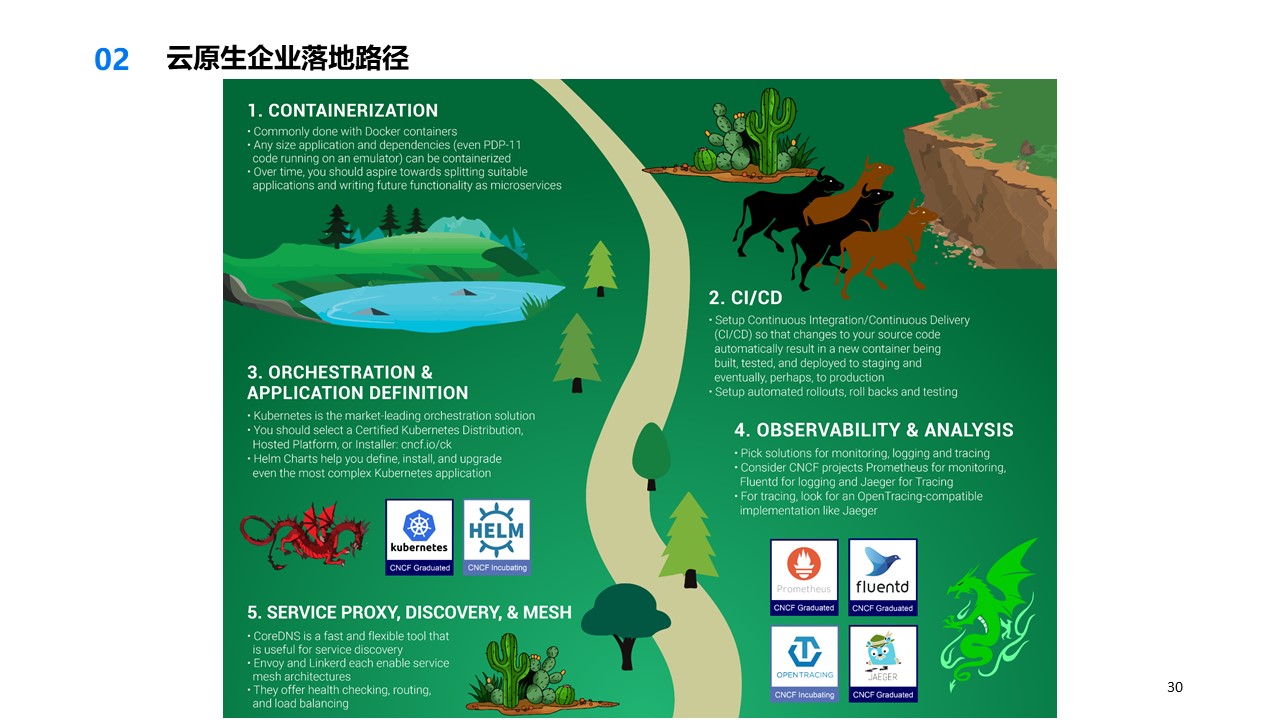 02 云原生企业落地路径
1. CONTAINERIZATION
• Commonly done with Docker containers
• Any size application and dependencies (even PDP-11
code running on an emulator) can be containerized
• Over time, you should aspire towards splitting suitable
applications and writing future functionality as microservices
2. CI/CD
• Setup Continuous Integration/Continuous Delivery
(CI/CD) so that changes to your source code
automatically result in a new container being
built, tested, and deployed to staging and
eventually, perhaps, to production
• Setup automated rollouts, roll backs and testing
3. ORCHESTRATION &
APPLICATION DEFINITION
• Kubernetes is the market-leading orchestration solution
• You should select a Certified Kubernetes Distribution,
Hosted Platform, or Installer: cncf.io/ck
• Helm Charts help you define, install, and upgrade
even the most complex Kubernetes application
kubernetes
CNCF Graduated
HELM
CNCF Incubating
4. OBSERVABILITY & ANALYSIS
• Pick solutions for monitoring, logging and tracing
• Consider CNCF projects Prometheus for monitoring,
Fluentd for logging and Jaeger for Tracing
• For tracing, look for an OpenTracing-compatible
implementation like Jaeger
Prometheus
CNCF Graduated
fluentd
CNCF Graduated
OPENTRACING
CNCF Incubating
JAEGER
CNCF Graduated
5. SERVICE PROXY, DISCOVERY, & MESH
• CoreDNS is a fast and flexible tool that
is useful for service discovery
• Envoy and Linkerd each enable service
mesh architectures
• They offer health checking, routing,
and load balancing
30